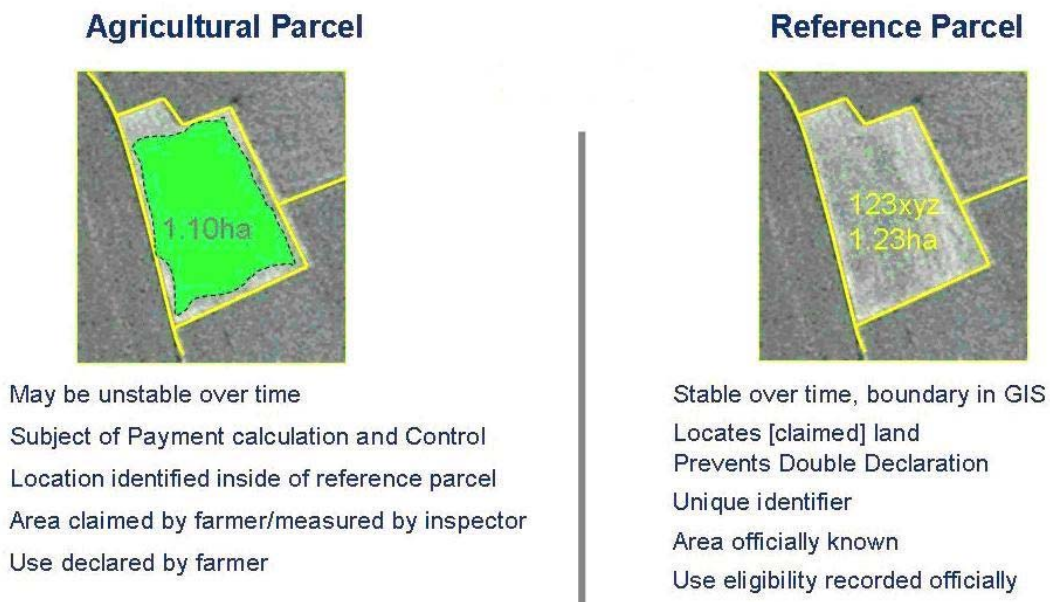 Agricultural Parcel
1.10ha
May be unstable over time
Subject of Payment calculation and Control
Location identified inside of reference parcel
Area claimed by farmer/measured by inspector
Use declared by farmer
Reference Parcel
123xyz
1.23ha
Stable over time, boundary in GIS
Locates [claimed] land
Prevents Double Declaration
Unique identifier
Area officially known
Use eligibility recorded officially